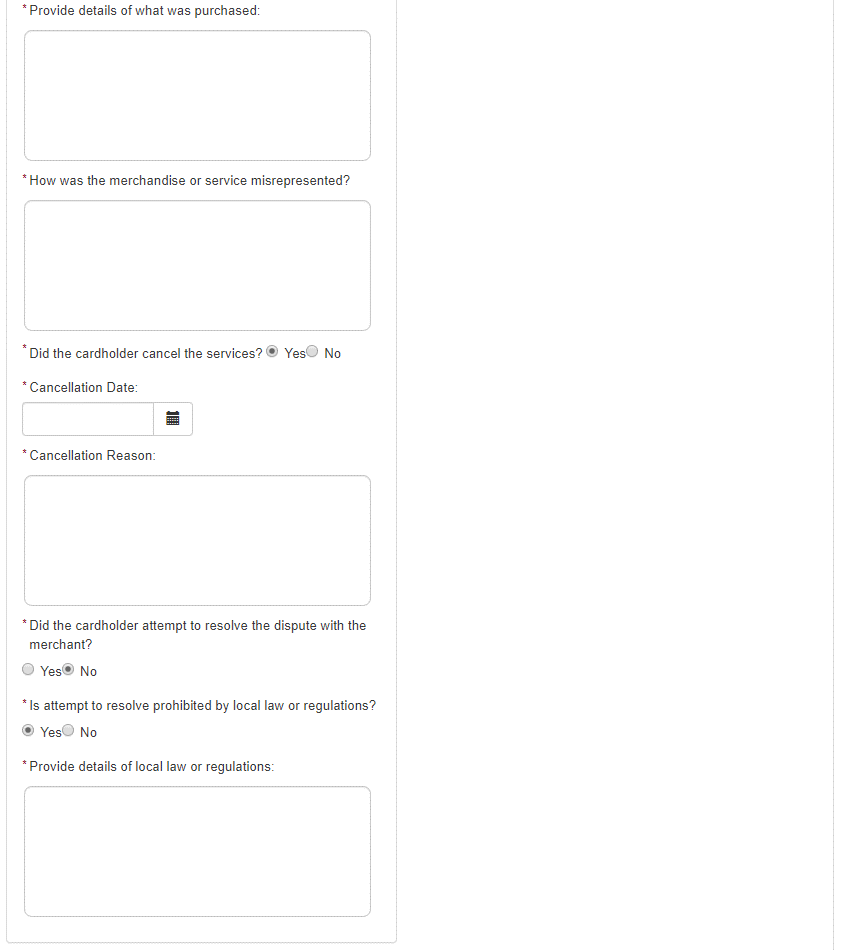 * Provide details of what was purchased:
* How was the merchandise or service misrepresented?
* Did the cardholder cancel the services? Yes No
* Cancellation Date:
* Cancellation Reason:
* Did the cardholder attempt to resolve the dispute with the
merchant?
Yes No
* Is attempt to resolve prohibited by local law or regulations?
Yes No
* Provide details of local law or regulations: